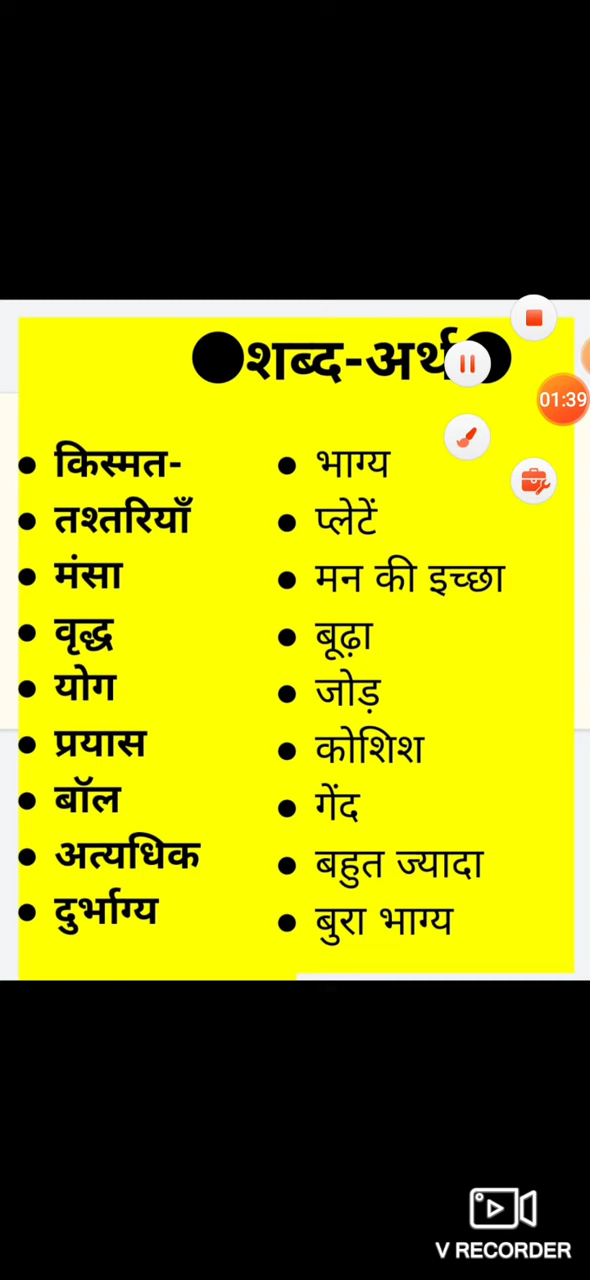 शब्द-अर्थ
01:39
किस्मत- भाग्य
तश्तरियाँ प्लेटें
मंसा मन की इच्छा
वृद्ध बूढ़ा
योग जोड़
प्रयास कोशिश
बॉल गेंद
अत्यधिक बहुत ज्यादा
दुर्भाग्य बुरा भाग्य
V RECORDER